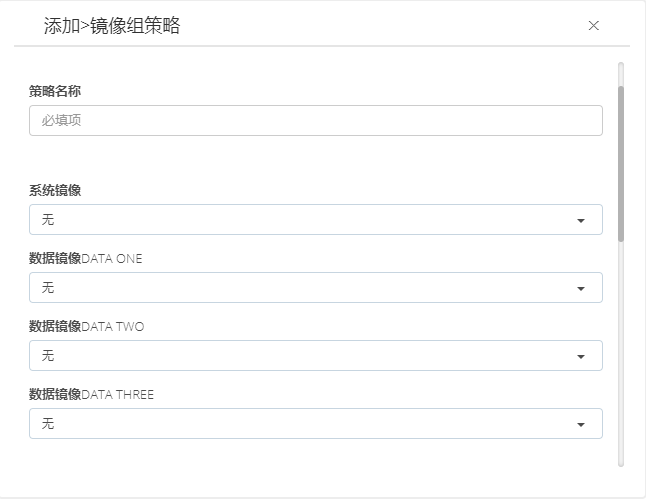 添加>镜像组策略
策略名称
必填项
系统镜像
无
数据镜像DATA ONE
无
数据镜像DATA TWO
无
数据镜像DATA THREE
无